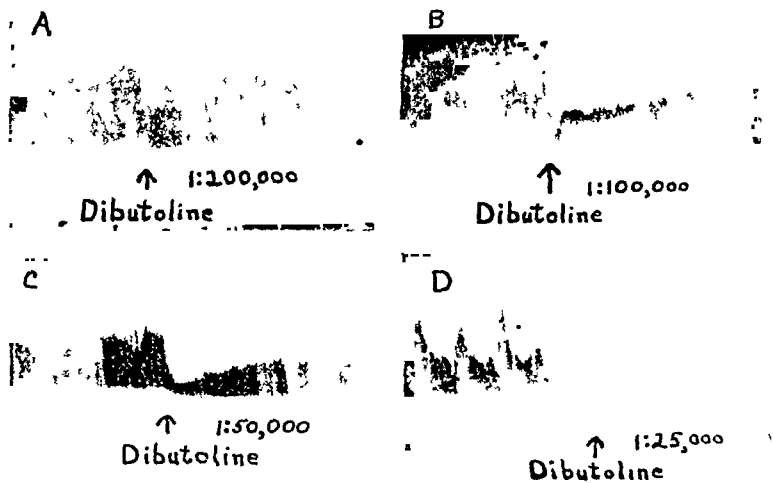 A
B
↑ 1:200,000
Dibutoline
↑ 1:100,000
Dibutoline
C
D
↑ 1:50,000
Dibutoline
↑ 1:25,000
Dibutoline